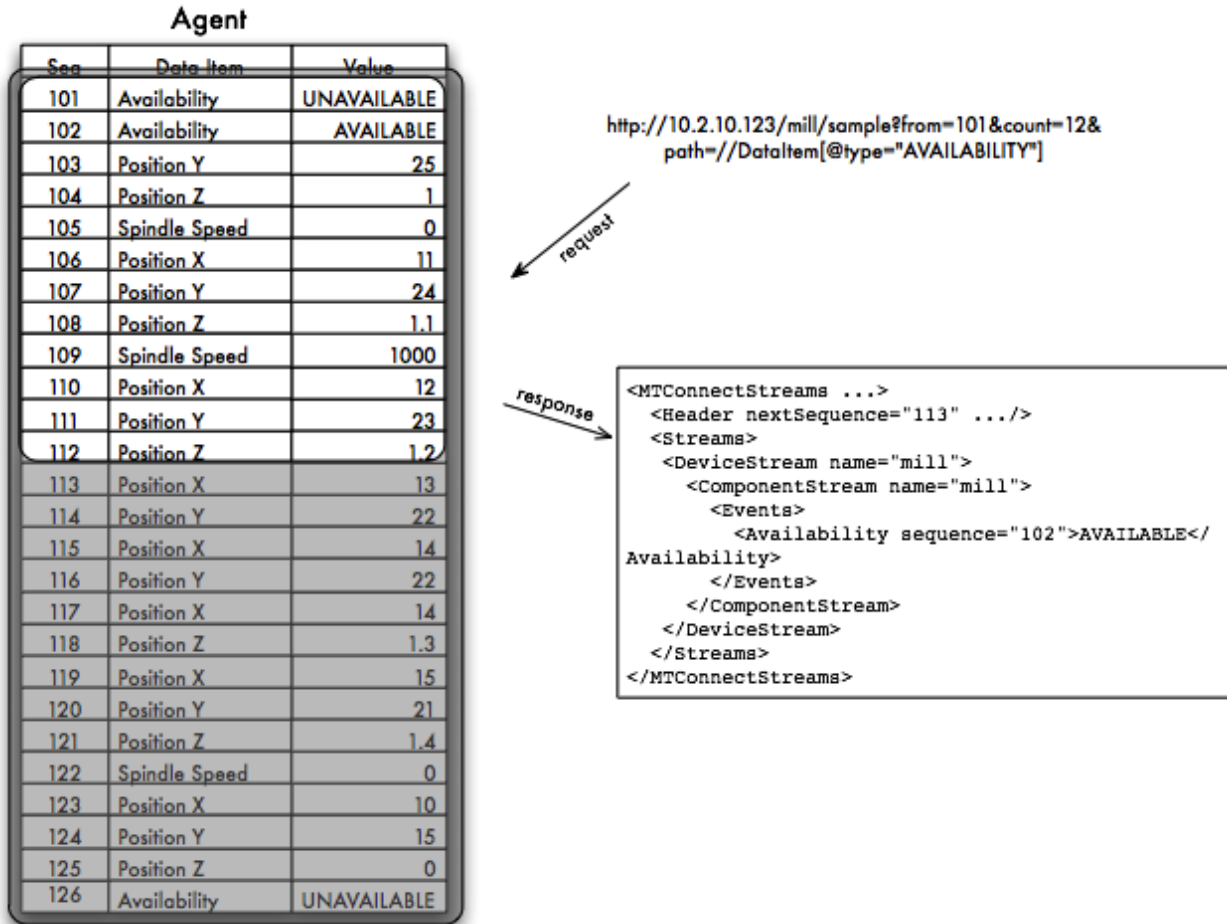 Agent
Seq Data Item Value
101 Availability UNAVAILABLE
102 Availability AVAILABLE
103 Position Y 25
104 Position Z 1
105 Spindle Speed 0
106 Position X 11
107 Position Y 24
108 Position Z 1.1
109 Spindle Speed 1000
110 Position X 12
111 Position Y 23
112 Position Z 1.2
113 Position X 13
114 Position Y 22
115 Position X 14
116 Position Y 22
117 Position X 14
118 Position Z 1.3
119 Position X 15
120 Position Y 21
121 Position Z 1.4
122 Spindle Speed 0
123 Position X 10
124 Position Y 15
125 Position Z 0
126 Availability UNAVAILABLE
http://10.2.10.123/mill/sample?from=101&count=12&
path=//DataItem[@type="AVAILABILITY"]
request
response
<MTConnectStreams ...>
<Header nextSequence="113" .../>
<Streams>
<DeviceStream name="mill">
<ComponentStream name="mill">
<Events>
<Availability sequence="102">AVAILABLE</
Availability>
</Events>
</ComponentStream>
</DeviceStream>
</Streams>
</MTConnectStreams>